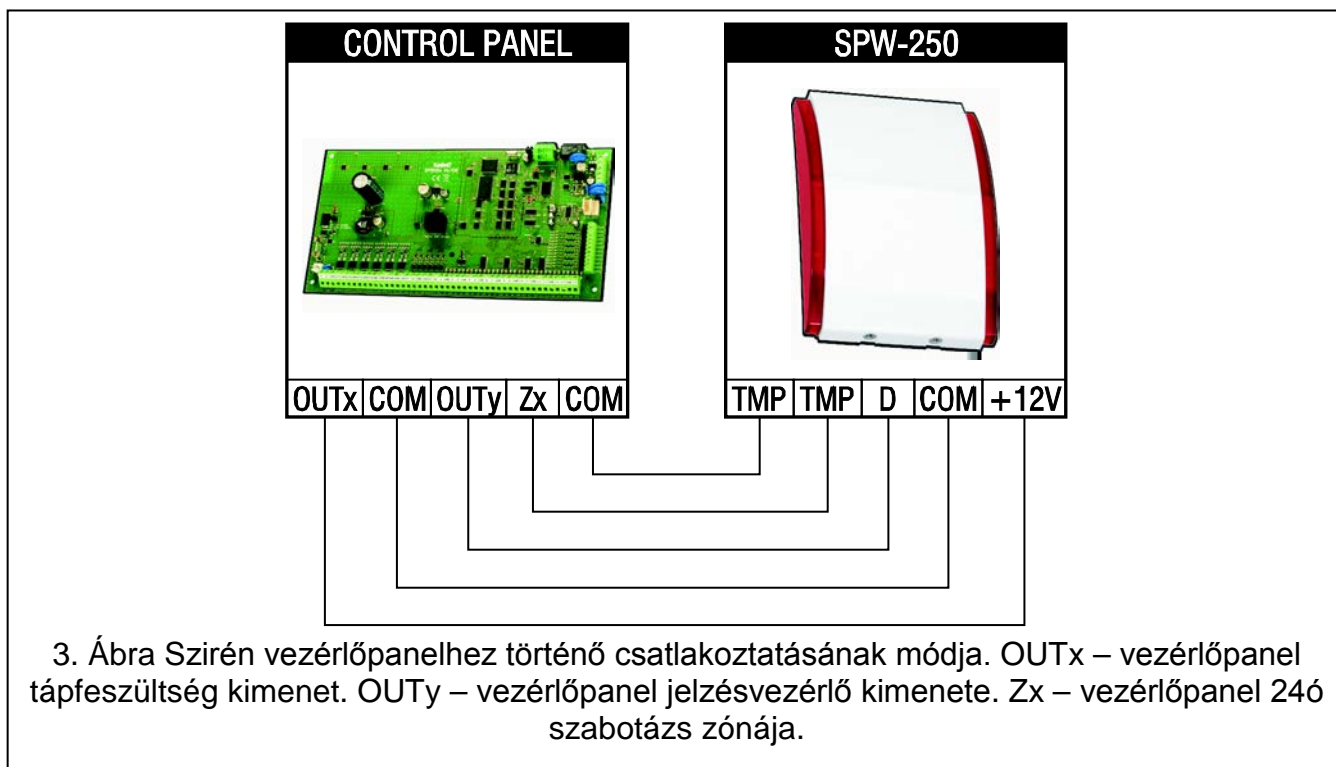 CONTROL PANEL
SPW-250
OUTx COM OUTy Zx COM
TMP TMP D COM +12V
3. Ábra Szirén vezérlőpanelhez történő csatlakoztatásának módja. OUTx – vezérlőpanel
tápfeszültség kimenet. OUTy – vezérlőpanel jelzésvezérlő kimenete. Zx – vezérlőpanel 24ó
szabotázs zónája.